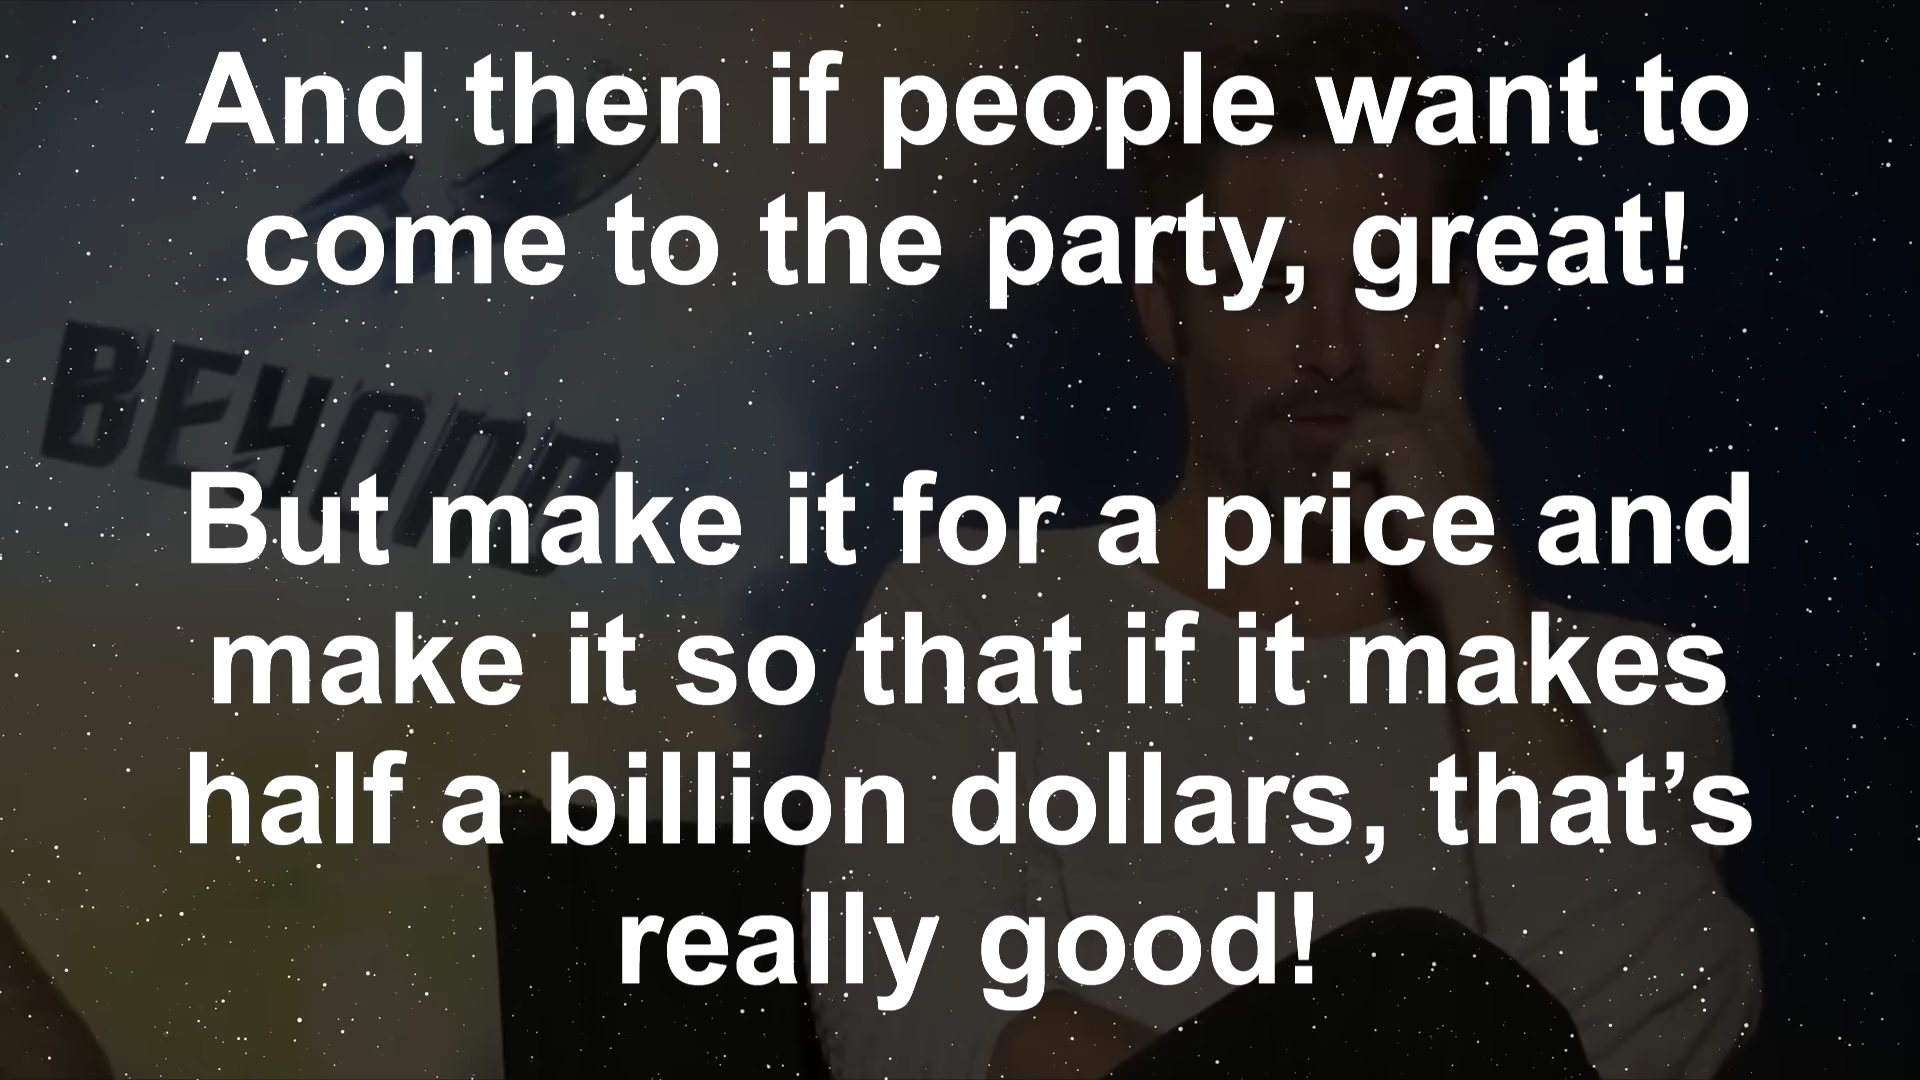 And then if people want to
come to the party, great!
BEYOND
But make it for a price and
make it so that if it makes
half a billion dollars, that’s
really good!